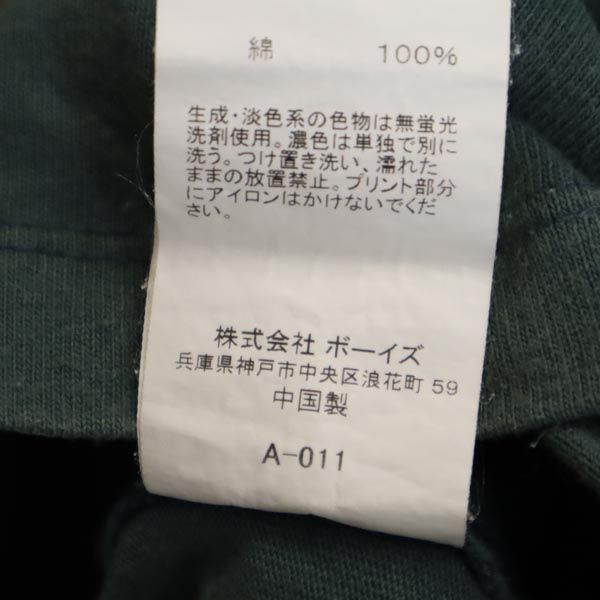 綿 100%
生成・淡色系の色物は無蛍光
洗剤使用。濃色は単独で別に
洗う。つけ置き洗い、濡れた
ままの放置禁止。プリント部分
にアイロンはかけないでくだ
さい。
株式会社 ボーイズ
兵庫県神戸市中央区浪花町 59
中国製
A-011